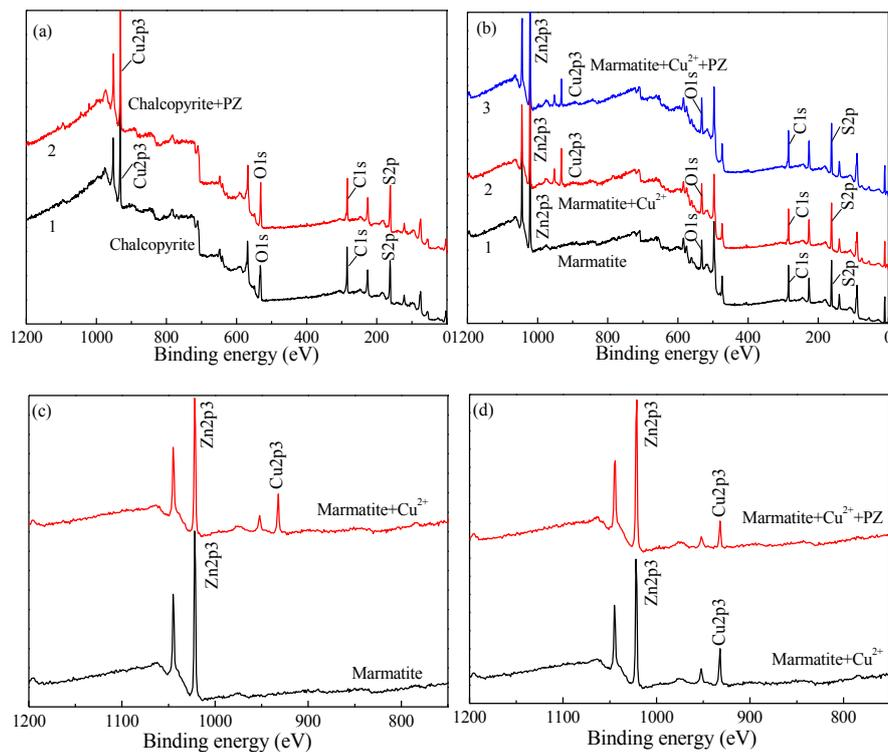 (a)
Cu2p3
Chalcopyrite+PZ
2
Cu2p3
O1s
C1s
S2p
1
Chalcopyrite
O1s
C1s
S2p
1200 1000 800 600 400 200
Binding energy (eV)
(b)
Zn2p3
Cu2p3
Marmatite+Cu²⁺+PZ
O1s
3
C1s
S2p
Zn2p3
Cu2p3
2
Marmatite+Cu²⁺
O1s
C1s
S2p
Zn2p3
1
Marmatite
O1s
C1s
S2p
1200 1000 800 600 400 200 0
Binding energy (eV)
(c)
Zn2p3
Cu2p3
Marmatite+Cu²⁺
Zn2p3
Marmatite
1200 1100 1000 900 800
Binding energy (eV)
(d)
Zn2p3
Cu2p3
Marmatite+Cu²⁺+PZ
Zn2p3
Cu2p3
Marmatite+Cu²⁺
1200 1100 1000 900 800
Binding energy (eV)